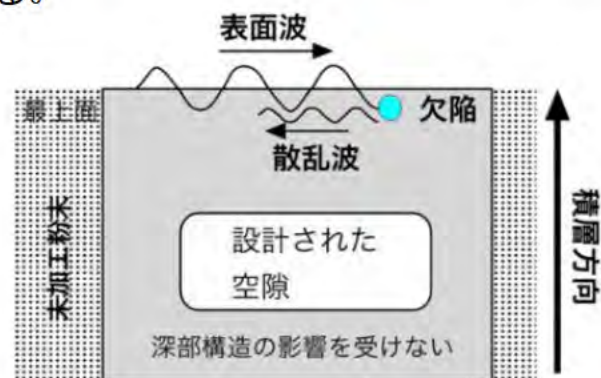 る。
表面波
最上面
欠陥
散乱波
未加工粉末
設計された
空隙
積層方向
深部構造の影響を受けない